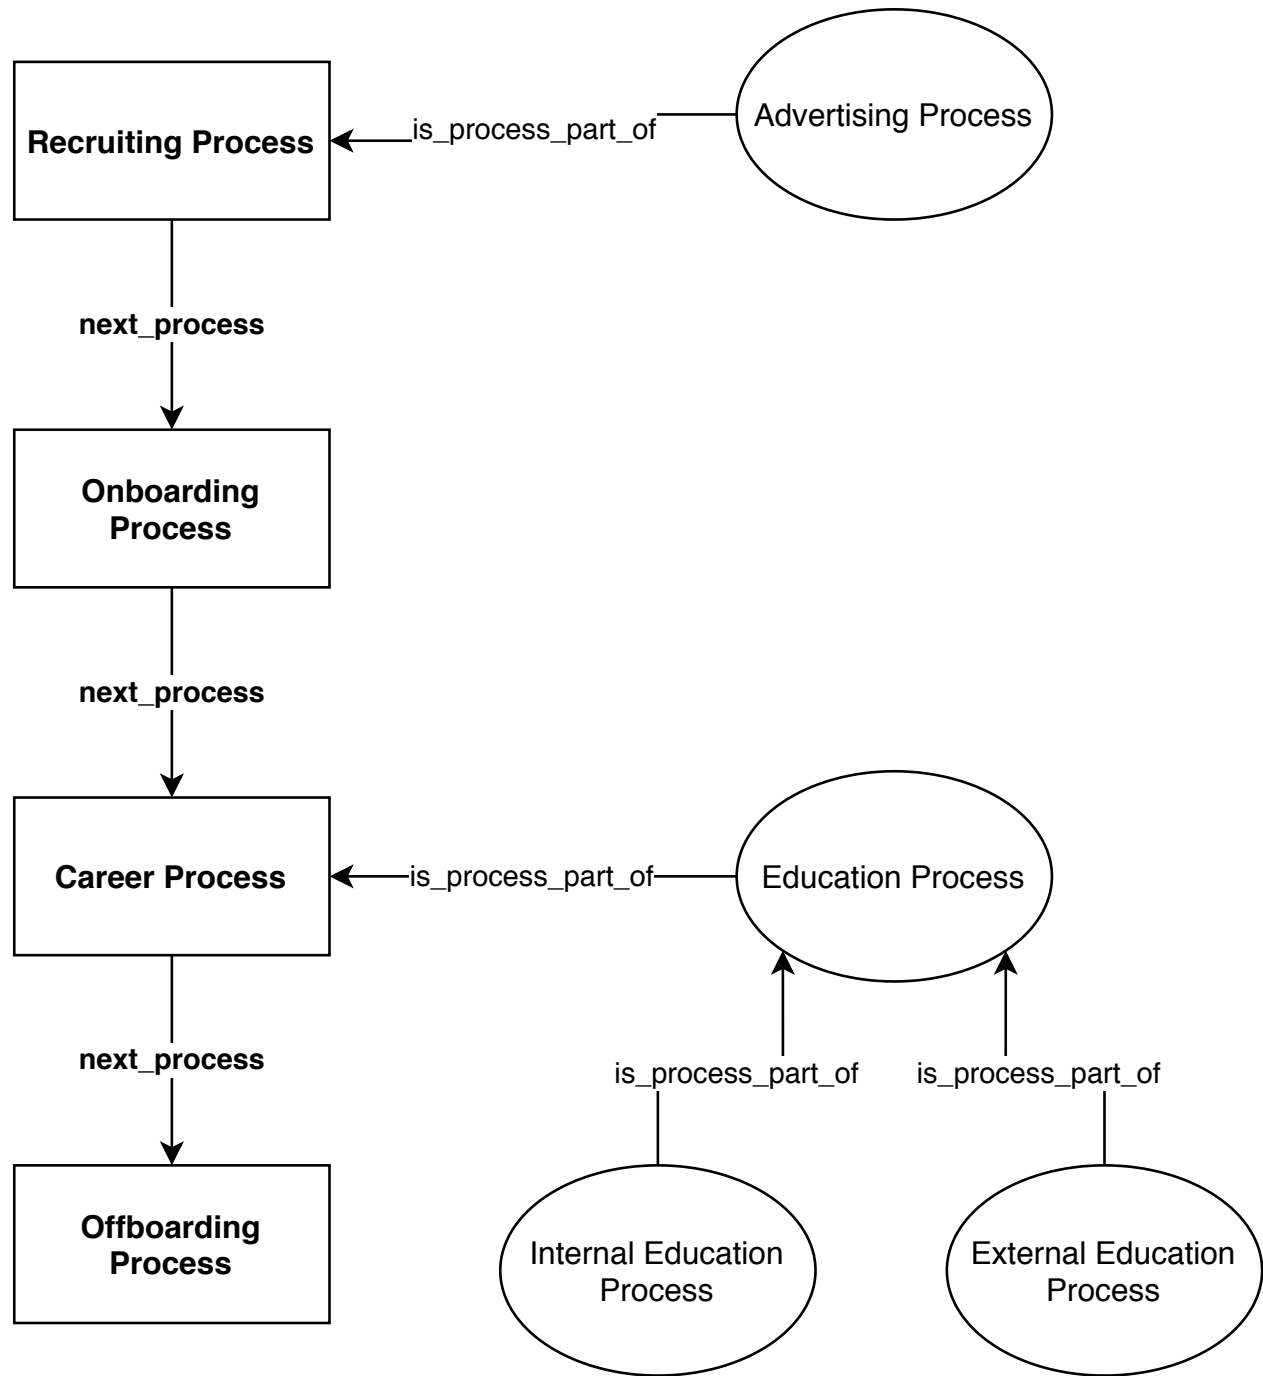 Advertising Process
is_process_part_of
Recruiting Process
next_process
Onboarding
Process
next_process
Career Process
is_process_part_of
Education Process
next_process
is_process_part_of
is_process_part_of
Offboarding
Process
Internal Education
Process
External Education
Process